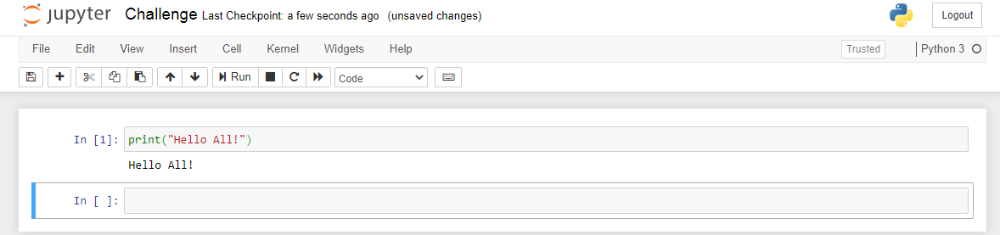 jupyter Challenge Last Checkpoint: a few seconds ago (unsaved changes) Logout
File Edit View Insert Cell Kernel Widgets Help Trusted Python 3
Run Code
In [1]: print("Hello All!")
Hello All!
In [ ]: